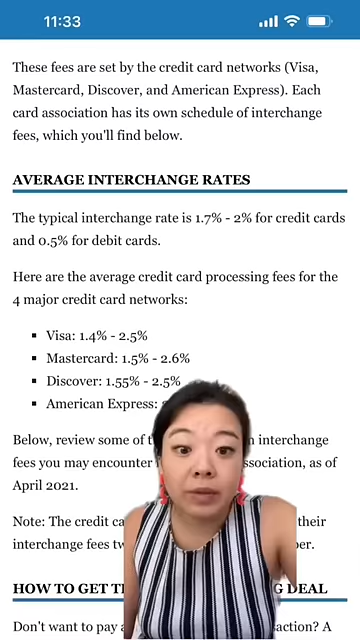 11:33
These fees are set by the credit card networks (Visa,
Mastercard, Discover, and American Express). Each
card association has its own schedule of interchange
fees, which you'll find below.
AVERAGE INTERCHANGE RATES
The typical interchange rate is 1.7% - 2% for credit cards
and 0.5% for debit cards.
Here are the average credit card processing fees for the
4 major credit card networks:
▪ Visa: 1.4% - 2.5%
▪ Mastercard: 1.5% - 2.6%
▪ Discover: 1.55% - 2.5%
▪ American Express:
Below, review some of interchange
fees you may encounter association, as of
April 2021.
Note: The credit their
interchange fees
HOW TO GET DEAL
Don't want to pay A